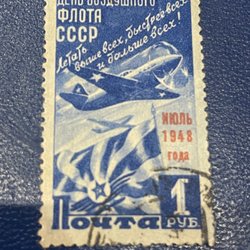 ДЕНЬ ВОЗДУШНОГО
ФЛОТА
СССР
Летать
выше всех, быстрее всех
и дальше всех!
ИЮЛЬ
1948
года
1
РУБ
Почта